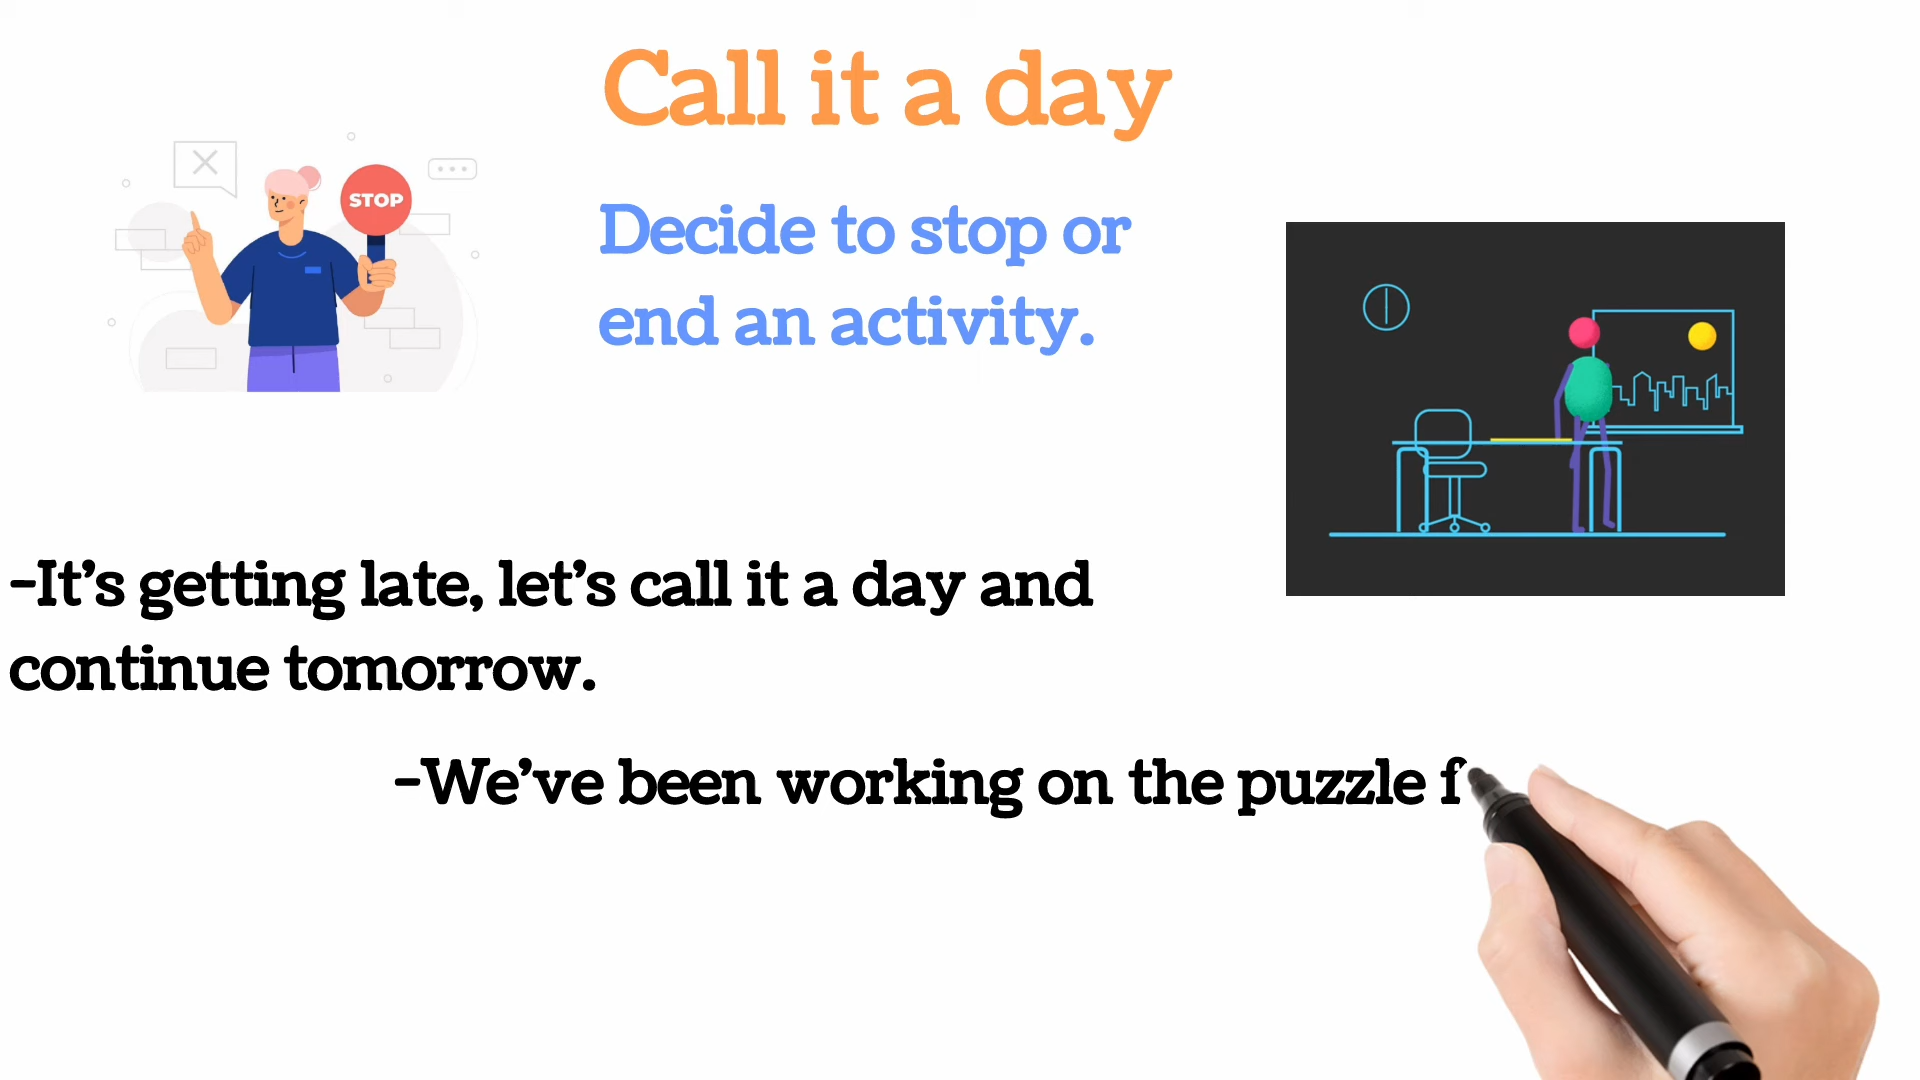 Call it a day
STOP
Decide to stop or
end an activity.
-It's getting late, let's call it a day and
continue tomorrow.
-We've been working on the puzzle f